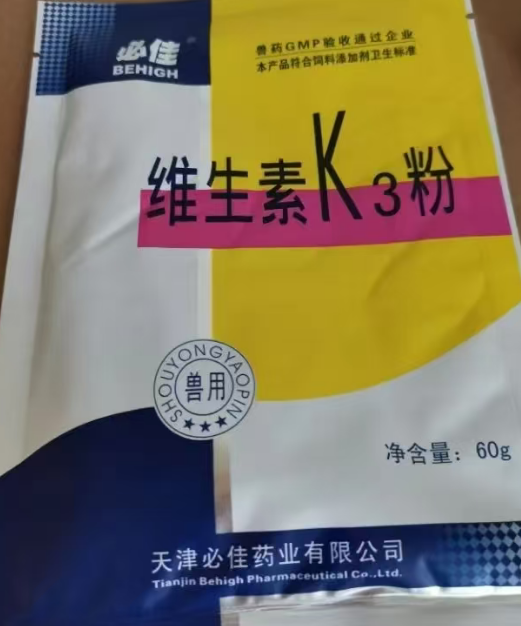 必佳
BEHIGH
兽药GMP验收通过企业
本产品符合饲料添加剂卫生标准
维生素K3粉
SHOUYONGYAOPIN
兽用
净含量：60g
天津必佳药业有限公司
Tianjin Behigh Pharmaceutical Co.,Ltd.